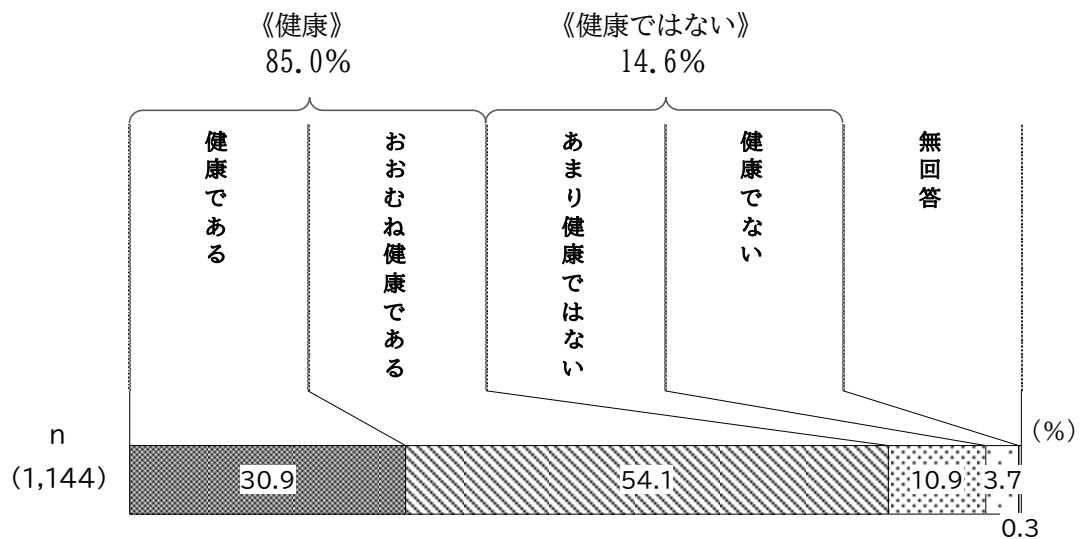 《健康》
85.0%
《健康ではない》
14.6%
健康である
おおむね健康である
あまり健康ではない
健康でない
無回答
n
(1,144)
30.9
54.1
10.9
3.7
0.3
(%)